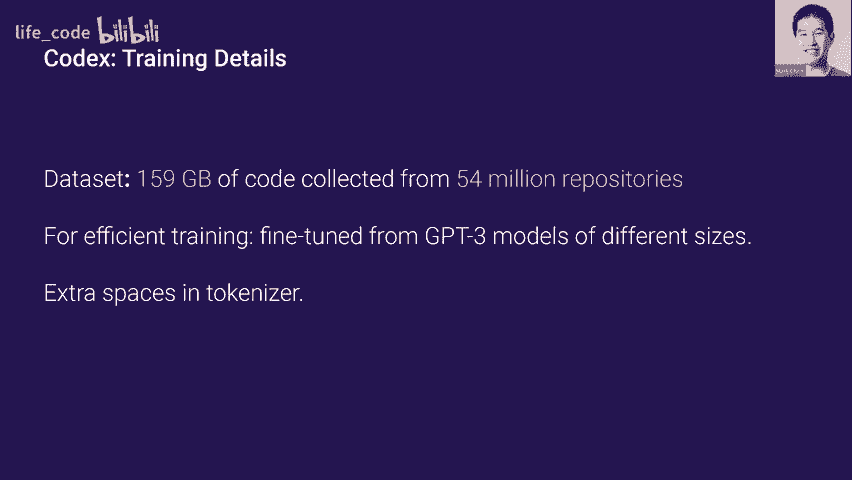 life_code bilibili
Codex: Training Details
Dataset: 159 GB of code collected from 54 million repositories
For efficient training: fine-tuned from GPT-3 models of different sizes.
Extra spaces in tokenizer.